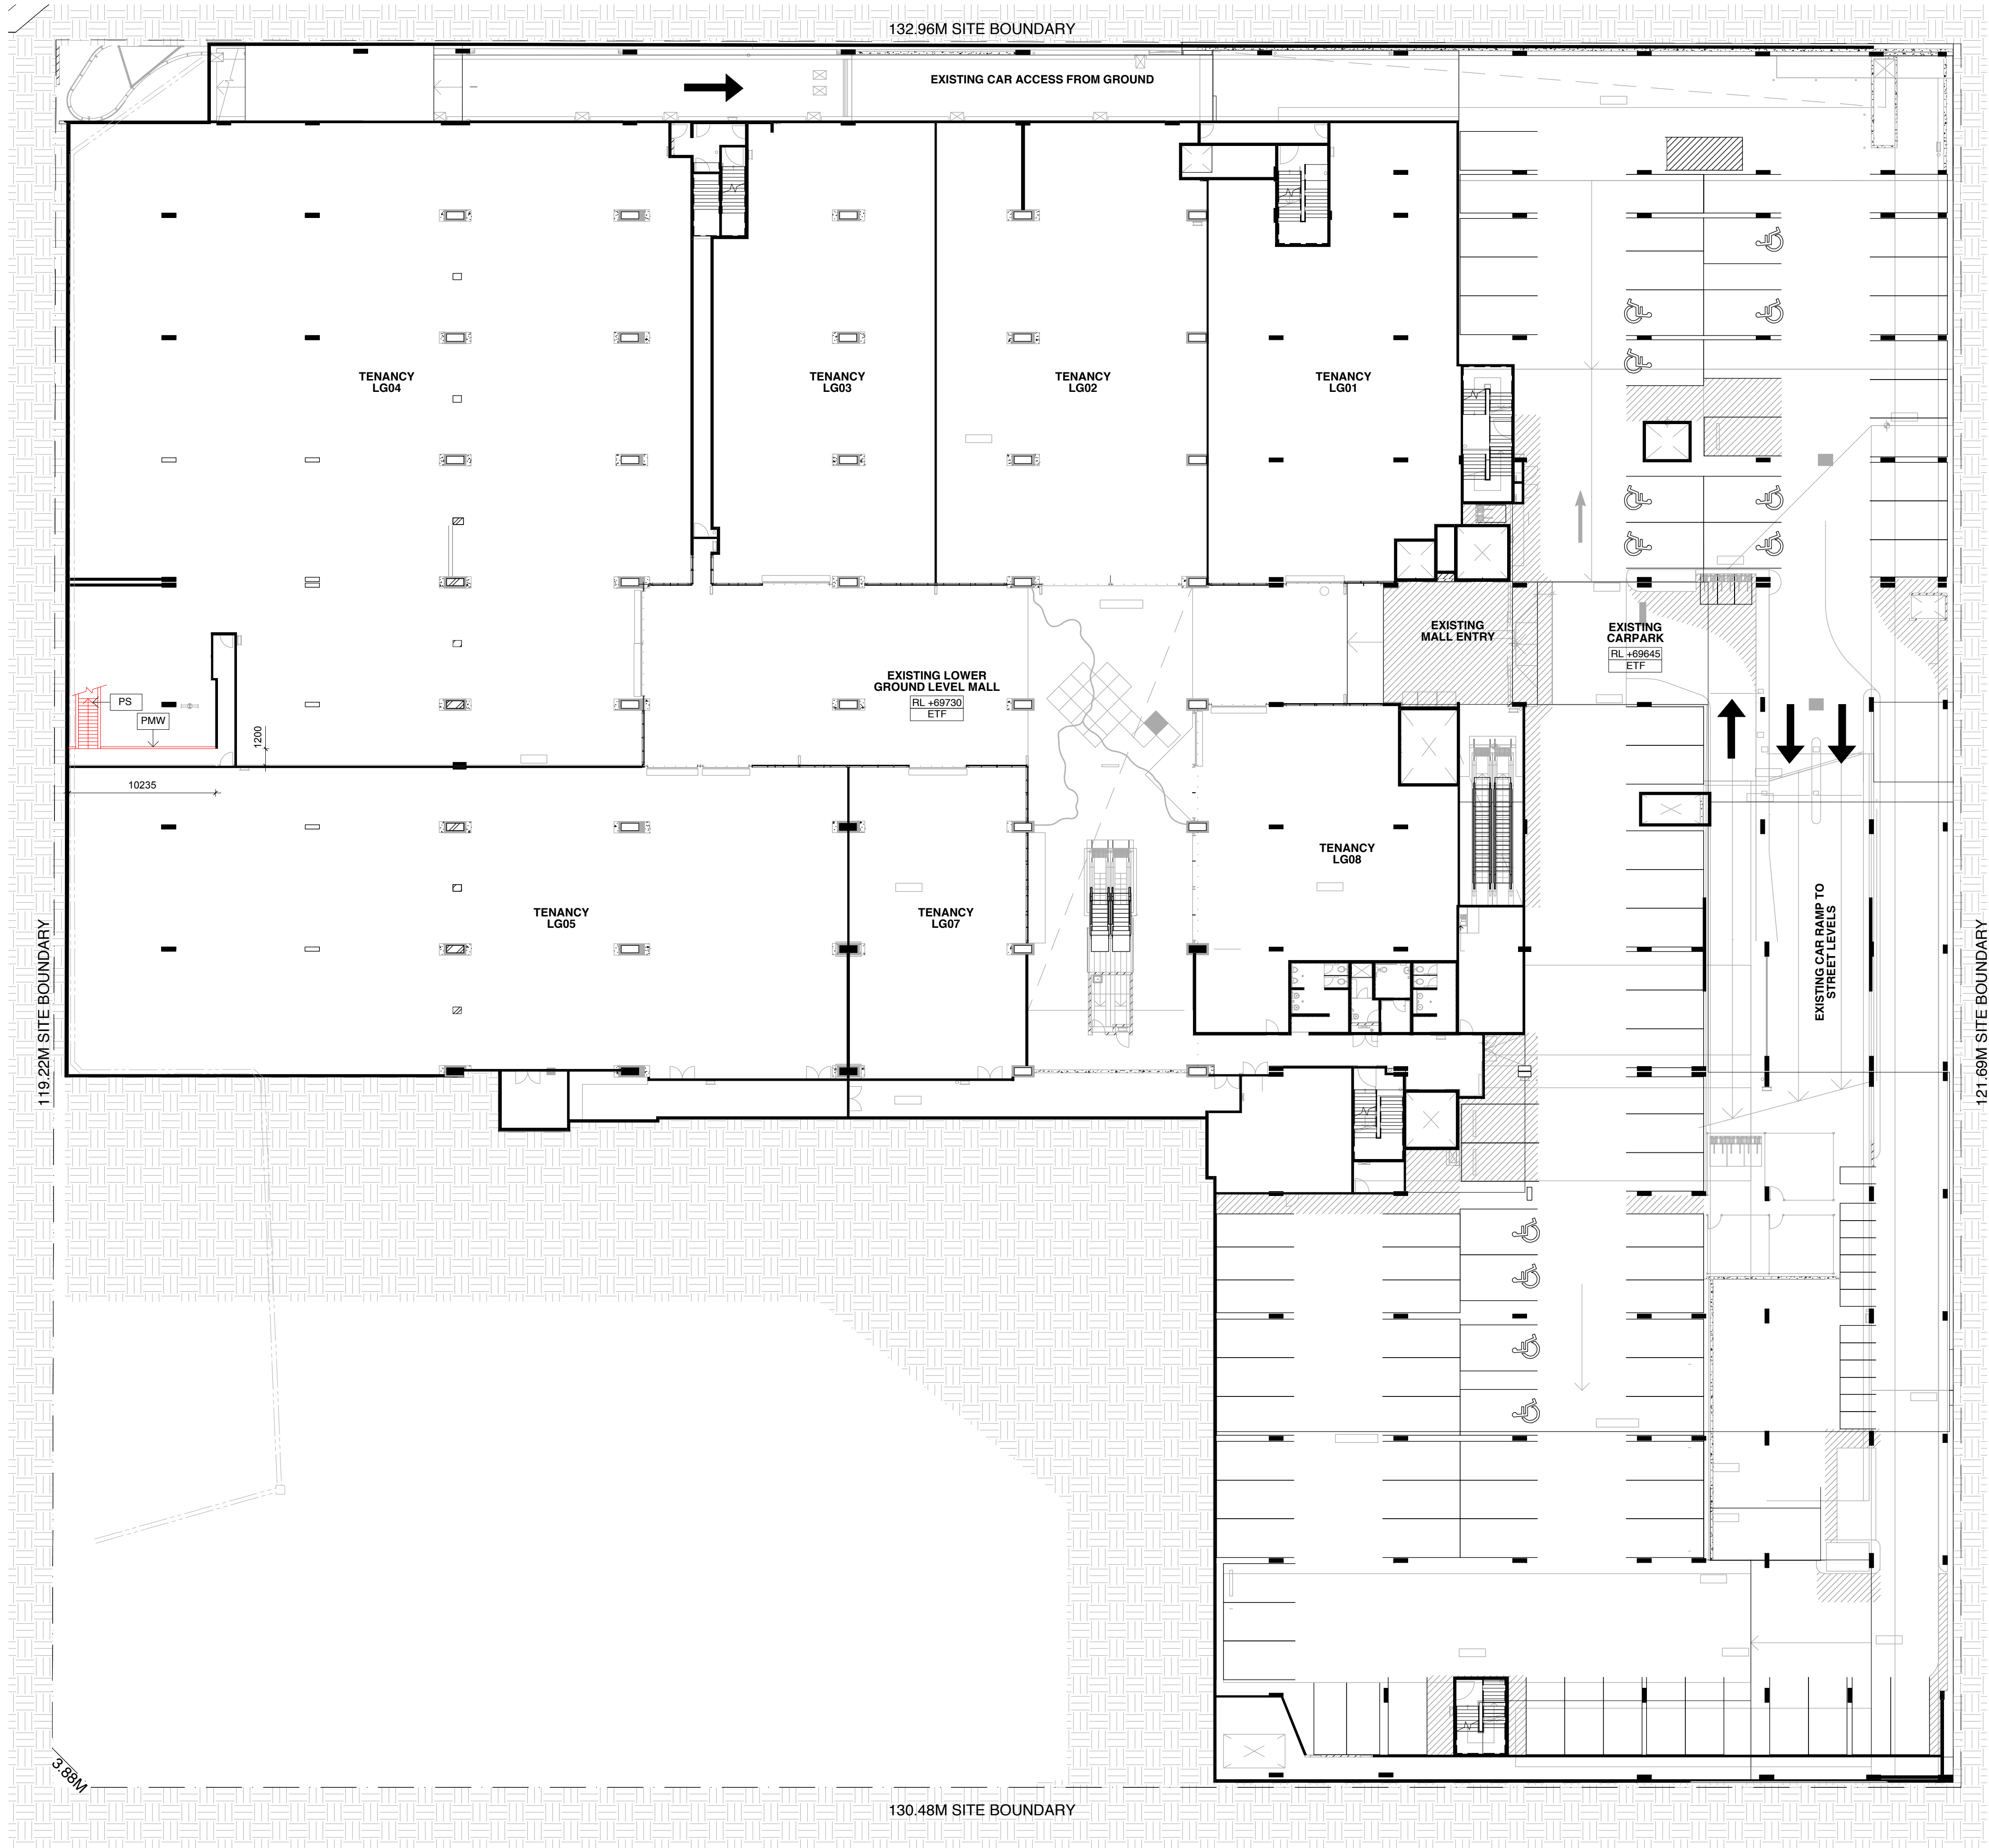 132.96M SITE BOUNDARY
EXISTING CAR ACCESS FROM GROUND
TENANCY
LG04
TENANCY
LG03
TENANCY
LG02
TENANCY
LG01
EXISTING
MALL ENTRY
EXISTING
CARPARK
RL +69645
ETF
EXISTING LOWER
GROUND LEVEL MALL
RL +69730
ETF
PS
PMW
1200
10235
TENANCY
LG08
TENANCY
LG05
TENANCY
LG07
EXISTING CAR RAMP TO
STREET LEVELS
119.22M SITE BOUNDARY
121.69M SITE BOUNDARY
3.88M
130.48M SITE BOUNDARY